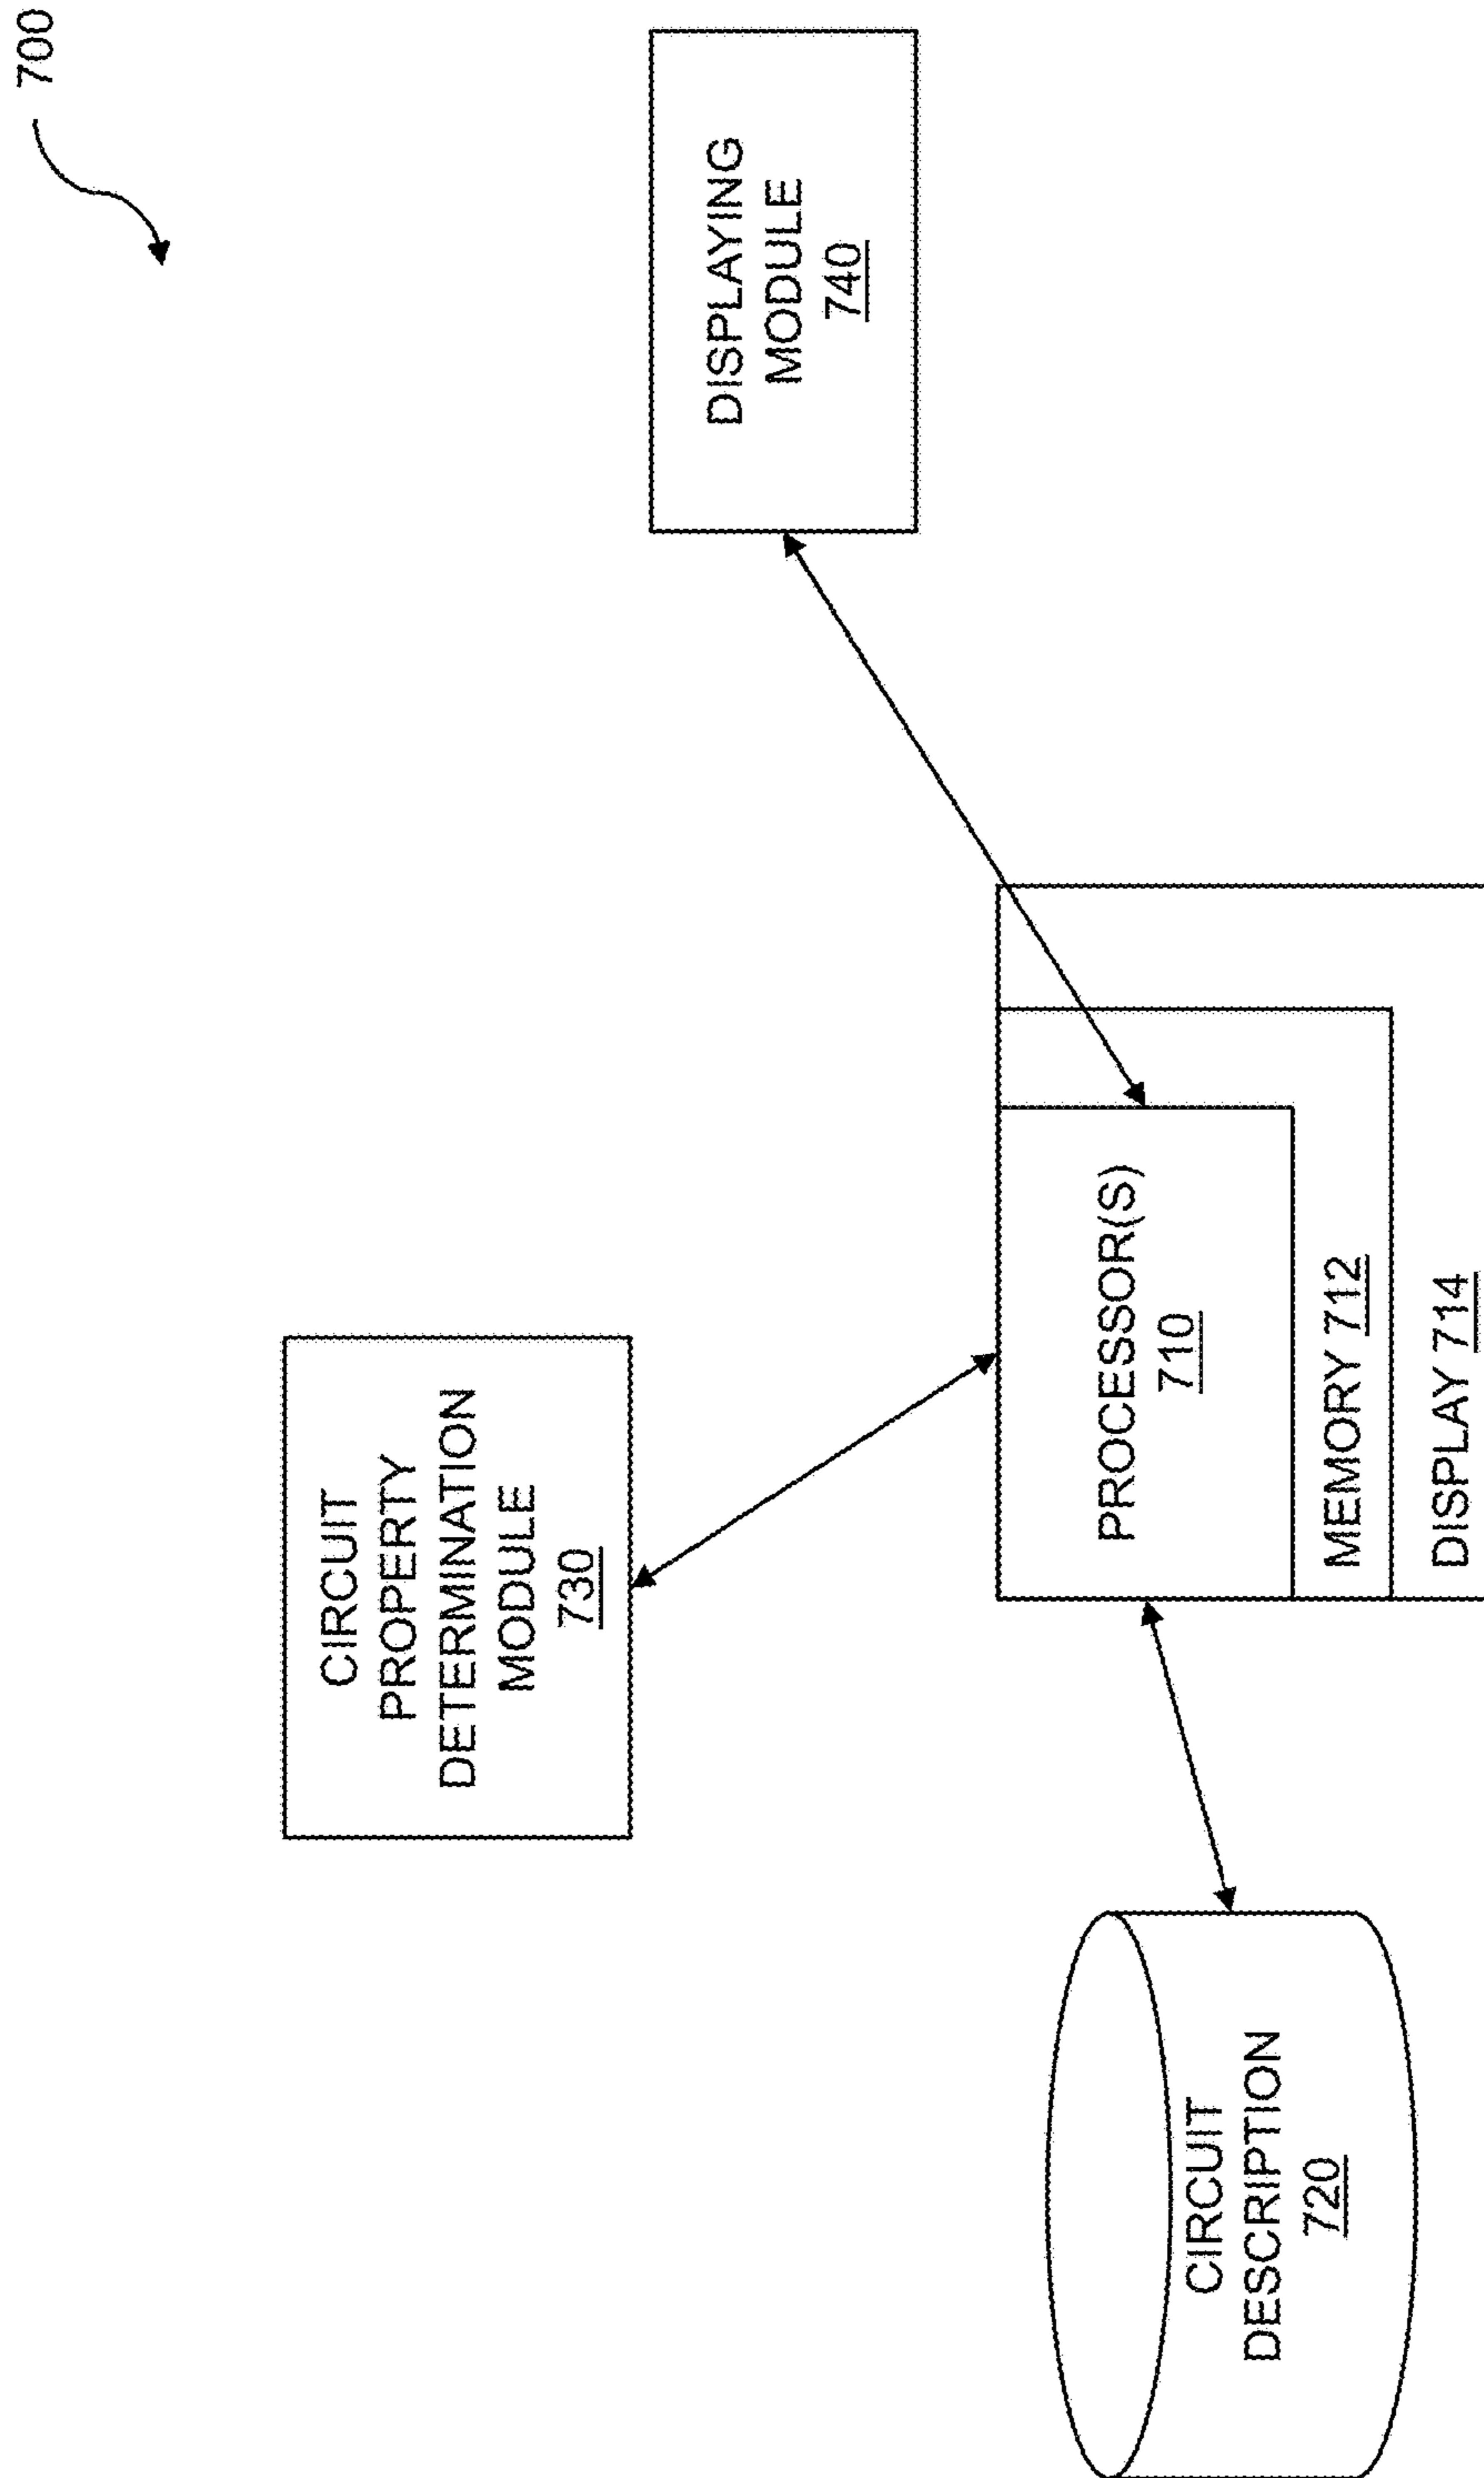 700
CIRCUIT
PROPERTY
DETERMINATION
MODULE
730
DISPLAYING
MODULE
740
CIRCUIT
DESCRIPTION
720
PROCESSOR(S)
710
MEMORY 712
DISPLAY 714